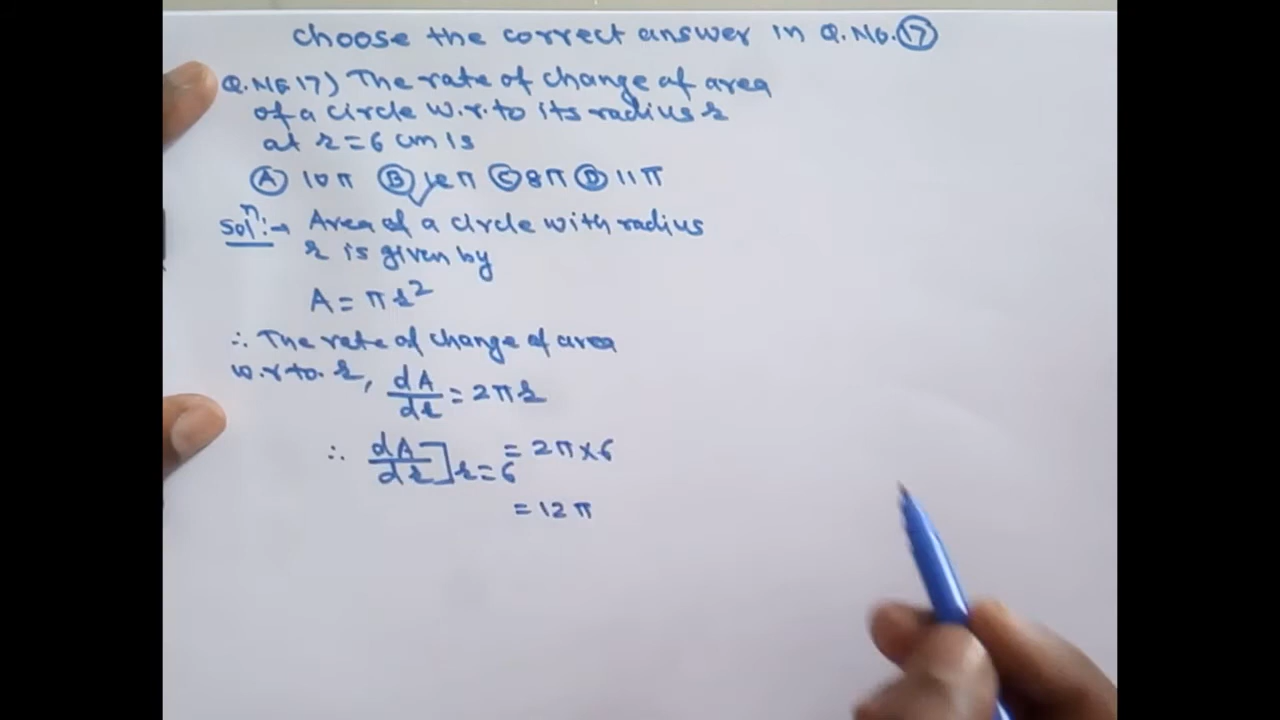 choose the correct answer in Q.No. 17
Q.No 17) The rate of change of area
of a circle w.r.to its radius r
at r=6 cm is
A 10π B 12π C 8π D 11π
Solⁿ:→ Area of a circle with radius
r is given by
A = πr²
∴ The rate of change of area
w.r to. r, dA/dr = 2πr
∴ dA/dr]r=6 = 2π×6
= 12π